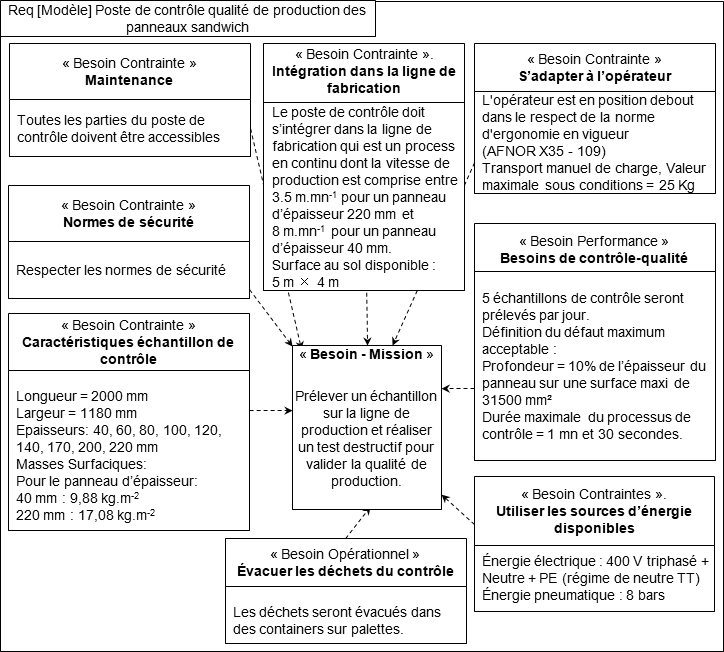 Req [Modèle] Poste de contrôle qualité de production des
panneaux sandwich
« Besoin Contrainte »
Maintenance
Toutes les parties du poste de
contrôle doivent être accessibles
« Besoin Contrainte ».
Intégration dans la ligne de
fabrication
Le poste de contrôle doit
s’intégrer dans la ligne de
fabrication qui est un process
en continu dont la vitesse de
production est comprise entre
3.5 m.mn-1 pour un panneau
d’épaisseur 220 mm et
8 m.mn-1 pour un panneau
d’épaisseur 40 mm.
Surface au sol disponible :
5 m × 4 m
« Besoin Contrainte »
S’adapter à l’opérateur
L'opérateur est en position debout
dans le respect de la norme
d'ergonomie en vigueur
(AFNOR X35 - 109)
Transport manuel de charge, Valeur
maximale sous conditions = 25 Kg
« Besoin Contrainte »
Normes de sécurité
Respecter les normes de sécurité
« Besoin Performance »
Besoins de contrôle-qualité
5 échantillons de contrôle seront
prélevés par jour.
Définition du défaut maximum
acceptable :
Profondeur = 10% de l’épaisseur du
panneau sur une surface maxi de
31500 mm²
Durée maximale du processus de
contrôle = 1 mn et 30 secondes.
« Besoin Contrainte »
Caractéristiques échantillon de
contrôle
Longueur = 2000 mm
Largeur = 1180 mm
Epaisseurs: 40, 60, 80, 100, 120,
140, 170, 200, 220 mm
Masses Surfaciques:
Pour le panneau d’épaisseur:
40 mm : 9,88 kg.m-2
220 mm : 17,08 kg.m-2
« Besoin - Mission »
Prélever un échantillon
sur la ligne de
production et réaliser
un test destructif pour
valider la qualité de
production.
« Besoin Contraintes ».
Utiliser les sources d’énergie
disponibles
Énergie électrique : 400 V triphasé +
Neutre + PE (régime de neutre TT)
Énergie pneumatique : 8 bars
« Besoin Opérationnel »
Évacuer les déchets du contrôle
Les déchets seront évacués dans
des containers sur palettes.